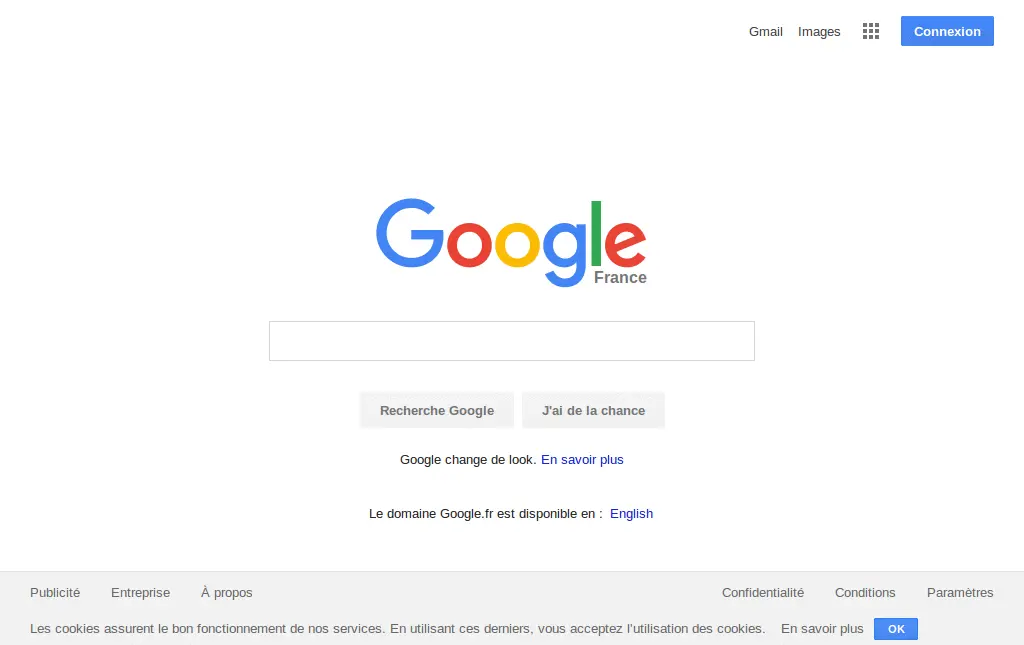 Gmail Images Connexion
Google
France
Recherche Google J'ai de la chance
Google change de look. En savoir plus
Le domaine Google.fr est disponible en : English
Publicité Entreprise À propos Confidentialité Conditions Paramètres
Les cookies assurent le bon fonctionnement de nos services. En utilisant ces derniers, vous acceptez l'utilisation des cookies. En savoir plus OK